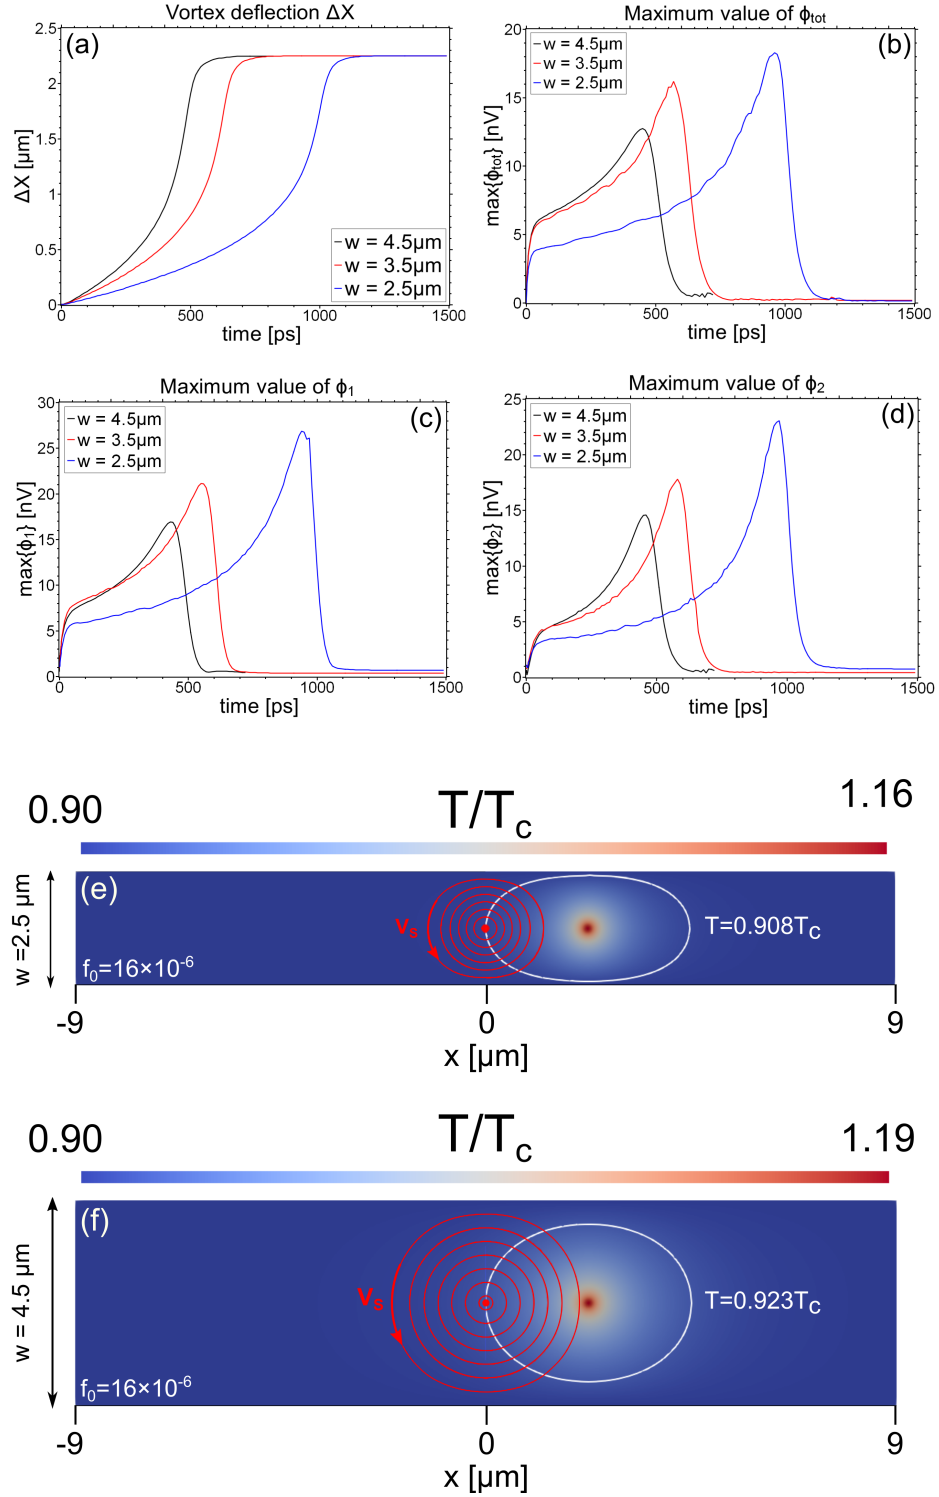 Vortex deflection ΔX
(a)
2.5
2
1.5
1
0.5
0
ΔX [μm]
w = 4.5μm
w = 3.5μm
w = 2.5μm
0 500 1000 1500
time [ps]
Maximum value of ϕtot
(b)
20
15
10
5
0
max{ϕtot} [nV]
w = 4.5μm
w = 3.5μm
w = 2.5μm
0 500 1000 1500
time [ps]
Maximum value of ϕ1
(c)
30
25
20
15
10
5
0
max{ϕ1} [nV]
w = 4.5μm
w = 3.5μm
w = 2.5μm
0 500 1000 1500
time [ps]
Maximum value of ϕ2
(d)
25
20
15
10
5
0
max{ϕ2} [nV]
w = 4.5μm
w = 3.5μm
w = 2.5μm
0 500 1000 1500
time [ps]
0.90 T/Tc 1.16
(e)
w =2.5 μm
vs
T=0.908Tc
f0=16×10-6
-9 0 9
x [μm]
0.90 T/Tc 1.19
(f)
w = 4.5 μm
vs
T=0.923Tc
f0=16×10-6
-9 0 9
x [μm]